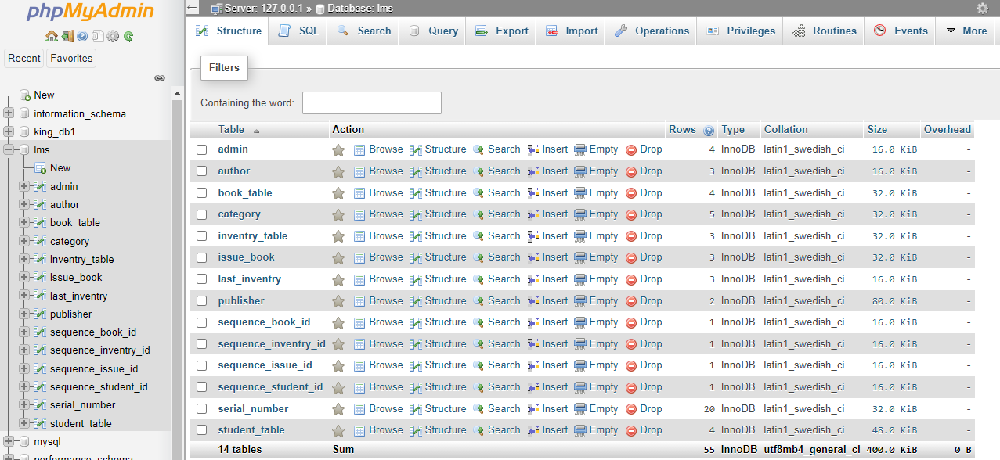 phpMyAdmin
Recent Favorites
New
information_schema
king_db1
lms
New
admin
author
book_table
category
inventry_table
issue_book
last_inventry
publisher
sequence_book_id
sequence_inventry_id
sequence_issue_id
sequence_student_id
serial_number
student_table
mysql
performance_schema
Server: 127.0.0.1 » Database: lms
Structure SQL Search Query Export Import Operations Privileges Routines Events More
Filters
Containing the word:
Table Action Rows Type Collation Size Overhead
admin Browse Structure Search Insert Empty Drop 4 InnoDB latin1_swedish_ci 16.0 KiB -
author Browse Structure Search Insert Empty Drop 3 InnoDB latin1_swedish_ci 16.0 KiB -
book_table Browse Structure Search Insert Empty Drop 4 InnoDB latin1_swedish_ci 32.0 KiB -
category Browse Structure Search Insert Empty Drop 5 InnoDB latin1_swedish_ci 32.0 KiB -
inventry_table Browse Structure Search Insert Empty Drop 3 InnoDB latin1_swedish_ci 32.0 KiB -
issue_book Browse Structure Search Insert Empty Drop 3 InnoDB latin1_swedish_ci 32.0 KiB -
last_inventry Browse Structure Search Insert Empty Drop 3 InnoDB latin1_swedish_ci 16.0 KiB -
publisher Browse Structure Search Insert Empty Drop 2 InnoDB latin1_swedish_ci 80.0 KiB -
sequence_book_id Browse Structure Search Insert Empty Drop 1 InnoDB latin1_swedish_ci 16.0 KiB -
sequence_inventry_id Browse Structure Search Insert Empty Drop 1 InnoDB latin1_swedish_ci 16.0 KiB -
sequence_issue_id Browse Structure Search Insert Empty Drop 1 InnoDB latin1_swedish_ci 16.0 KiB -
sequence_student_id Browse Structure Search Insert Empty Drop 1 InnoDB latin1_swedish_ci 16.0 KiB -
serial_number Browse Structure Search Insert Empty Drop 20 InnoDB latin1_swedish_ci 32.0 KiB -
student_table Browse Structure Search Insert Empty Drop 4 InnoDB latin1_swedish_ci 48.0 KiB -
14 tables Sum 55 InnoDB utf8mb4_general_ci 400.0 KiB 0 B